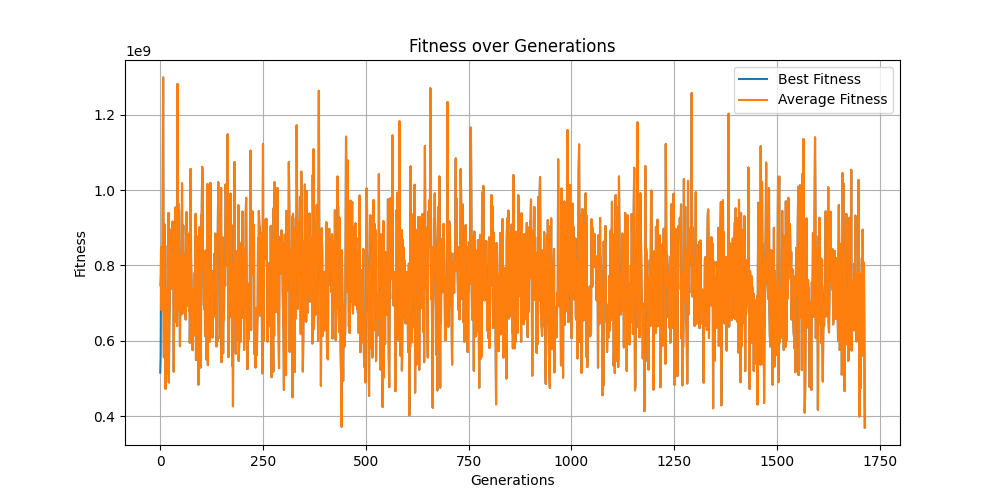 Fitness over Generations
1e9
Best Fitness
Average Fitness
1.2
1.0
0.8
0.6
0.4
Fitness
0
250
500
750
1000
1250
1500
1750
Generations